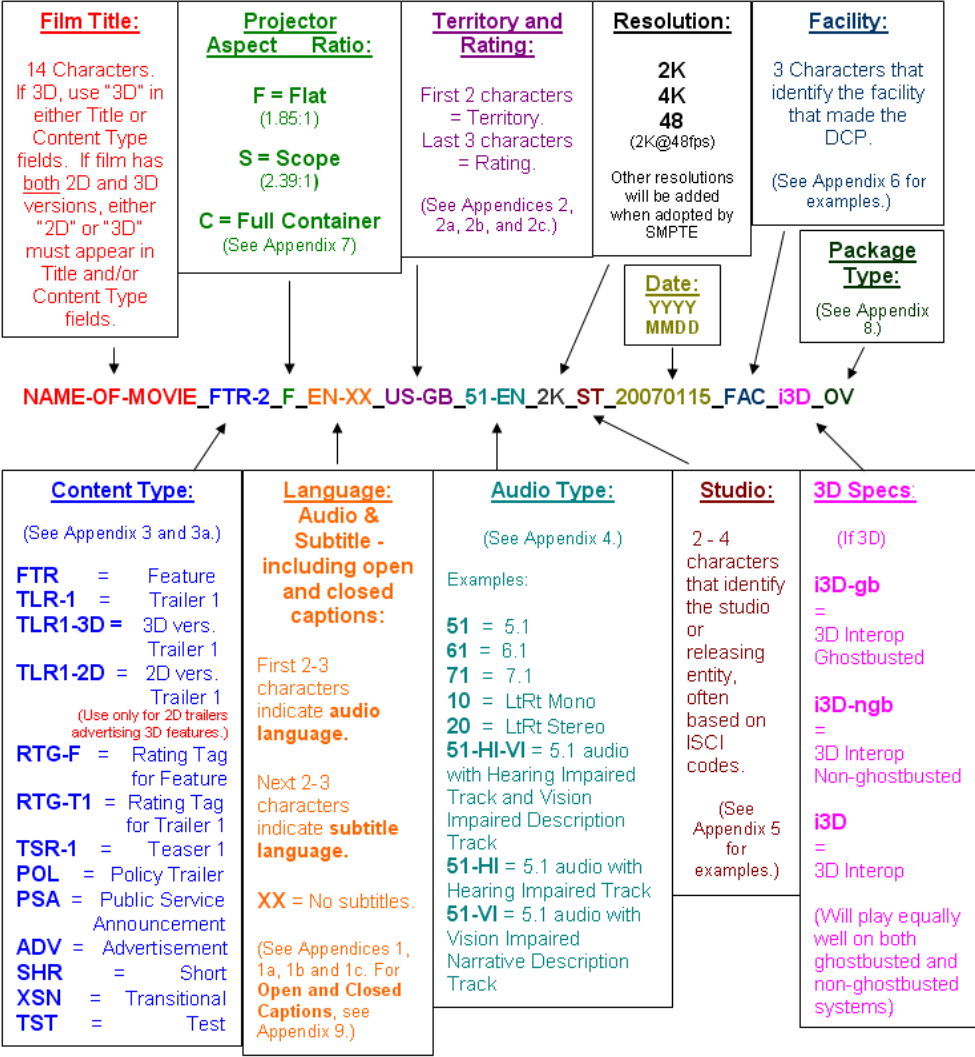 Film Title:
14 Characters.
If 3D, use "3D" in
either Title or
Content Type
fields. If film has
both 2D and 3D
versions, either
"2D" or "3D"
must appear in
Title and/or
Content Type
fields.
Projector
Aspect Ratio:
F = Flat
(1.85:1)
S = Scope
(2.39:1)
C = Full Container
(See Appendix 7)
Territory and
Rating:
First 2 characters
= Territory.
Last 3 characters
= Rating.
(See Appendices 2,
2a, 2b, and 2c.)
Resolution:
2K
4K
48
(2K@48fps)
Other resolutions
will be added
when adopted by
SMPTE
Facility:
3 Characters that
identify the facility
that made the
DCP.
(See Appendix 6 for
examples.)
Date:
YYYY
MMDD
Package
Type:
(See Appendix
8.)
NAME-OF-MOVIE_FTR-2_F_EN-XX_US-GB_51-EN_2K_ST_20070115_FAC_i3D_OV
Content Type:
(See Appendix 3 and 3a.)
FTR = Feature
TLR-1 = Trailer 1
TLR1-3D = 3D vers.
Trailer 1
TLR1-2D = 2D vers.
Trailer 1
(Use only for 2D trailers
advertising 3D features.)
RTG-F = Rating Tag
for Feature
RTG-T1 = Rating Tag
for Trailer 1
TSR-1 = Teaser 1
POL = Policy Trailer
PSA = Public Service
Announcement
ADV = Advertisement
SHR = Short
XSN = Transitional
TST = Test
Language:
Audio &
Subtitle -
including open
and closed
captions:
First 2-3
characters
indicate audio
language.
Next 2-3
characters
indicate subtitle
language.
XX = No subtitles.
(See Appendices 1,
1a, 1b and 1c. For
Open and Closed
Captions, see
Appendix 9.)
Audio Type:
(See Appendix 4.)
Examples:
51 = 5.1
61 = 6.1
71 = 7.1
10 = LtRt Mono
20 = LtRt Stereo
51-HI-VI = 5.1 audio
with Hearing Impaired
Track and Vision
Impaired Description
Track
51-HI = 5.1 audio with
Hearing Impaired Track
51-VI = 5.1 audio with
Vision Impaired
Narrative Description
Track
Studio:
2 - 4
characters
that identify
the studio
or
releasing
entity,
often
based on
ISCI
codes.
(See
Appendix 5
for
examples.)
3D Specs:
(If 3D)
i3D-gb
=
3D Interop
Ghostbusted
i3D-ngb
=
3D Interop
Non-ghostbusted
i3D
=
3D Interop
(Will play equally
well on both
ghostbusted and
non-ghostbusted
systems)